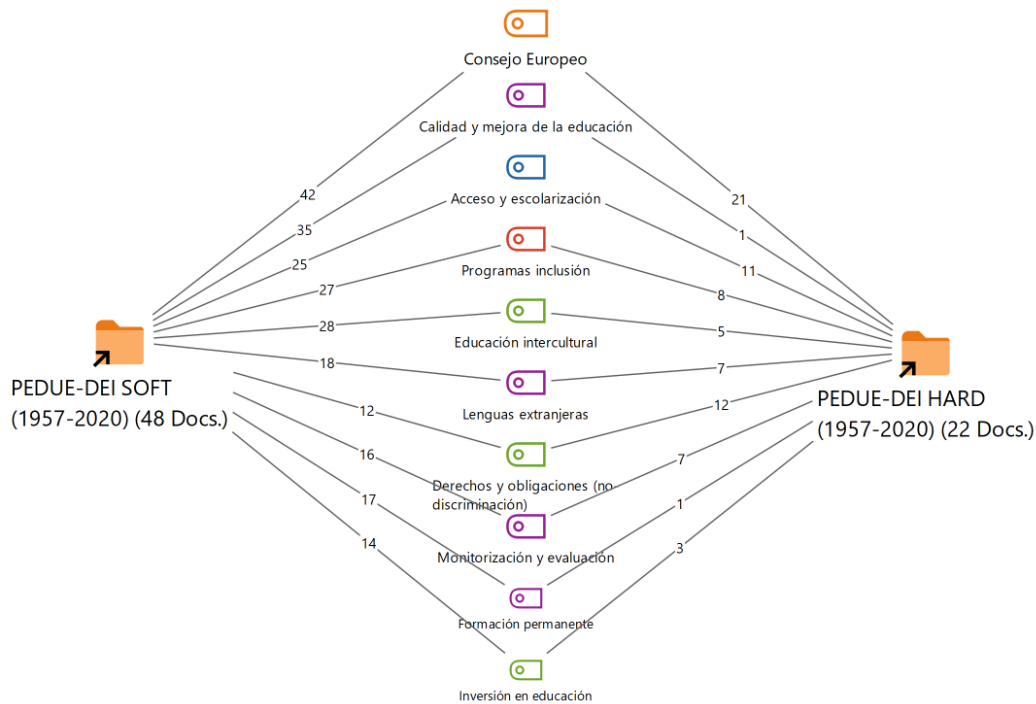 Consejo Europeo
Calidad y mejora de la educación
Acceso y escolarización
Programas inclusión
Educación intercultural
Lenguas extranjeras
Derechos y obligaciones (no
discriminación)
Monitorización y evaluación
Formación permanente
Inversión en educación
PEDUE-DEI SOFT
(1957-2020) (48 Docs.)
42
35
25
27
28
18
12
16
17
14
PEDUE-DEI HARD
(1957-2020) (22 Docs.)
21
1
11
8
5
7
12
7
1
3